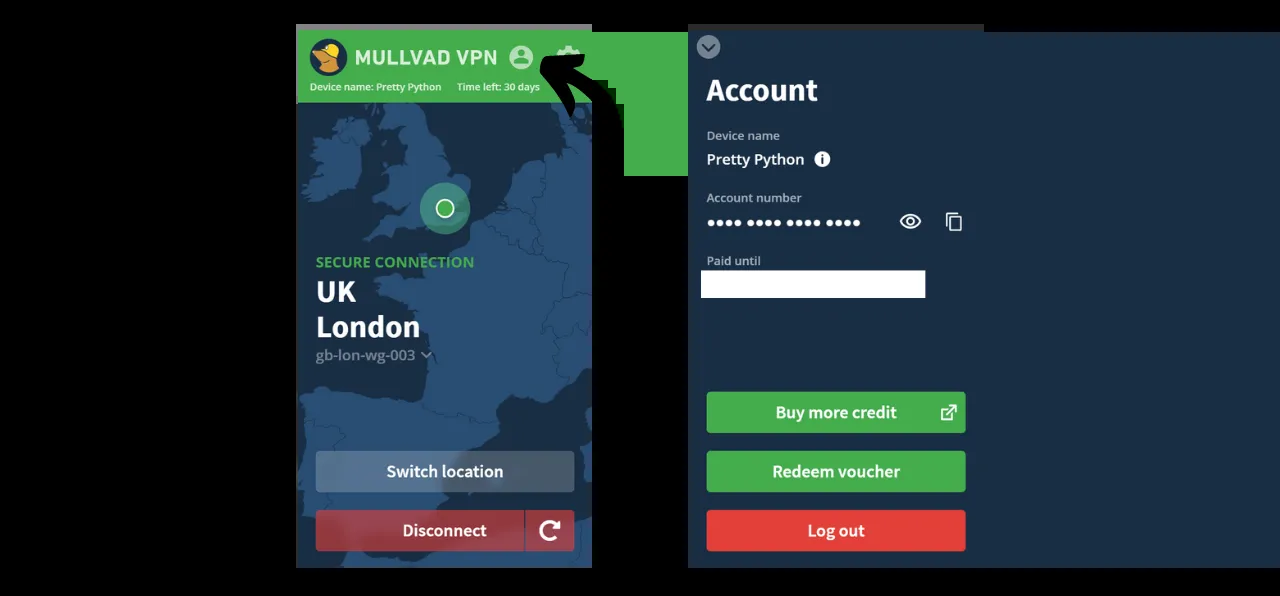 MULLVAD VPN
Device name: Pretty Python Time left: 30 days
SECURE CONNECTION
UK
London
gb-lon-wg-003
Switch location
Disconnect
Account
Device name
Pretty Python
Account number
•••• •••• •••• ••••
Paid until
Buy more credit
Redeem voucher
Log out